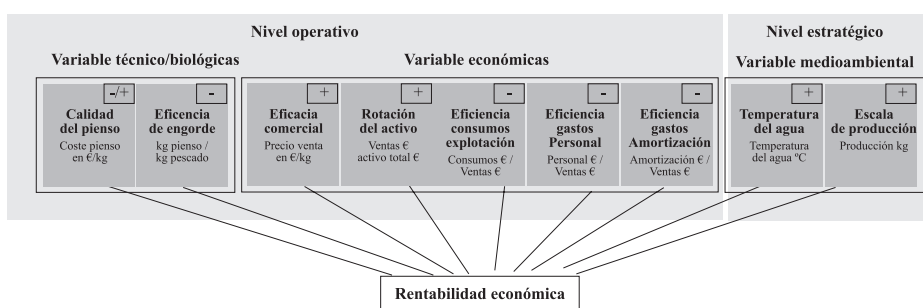 Nivel operativo
Nivel estratégico
Variable técnico/biológicas
Variable económicas
Variable medioambiental
-/+
Calidad
del pienso
Coste pienso
en €/kg
-
Eficencia
de engorde
kg pienso /
kg pescado
+
Eficacia
comercial
Precio venta
en €/kg
+
Rotación
del activo
Ventas €
activo total €
-
Eficiencia
consumos
explotación
Consumos € /
Ventas €
-
Eficiencia
gastos
Personal
Personal € /
Ventas €
-
Eficiencia
gastos
Amortización
Amortización € /
Ventas €
+
Temperatura
del agua
Temperatura
del agua ºC
+
Escala
de producción
Producción kg
Rentabilidad económica